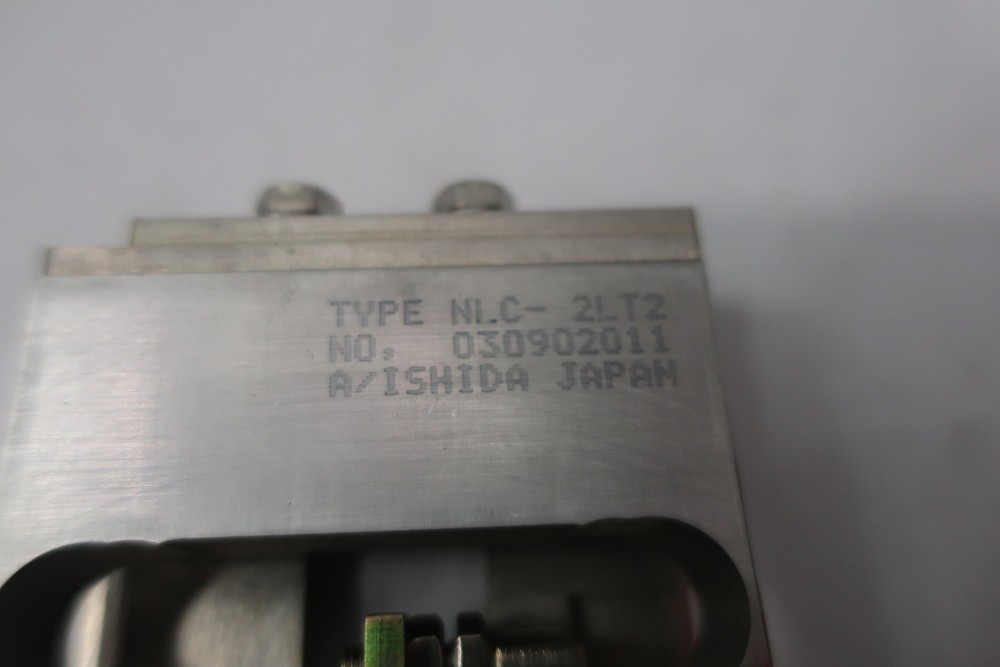 TYPE NLC- 2LT2
NO. 030902011
A/ISHIDA JAPAN